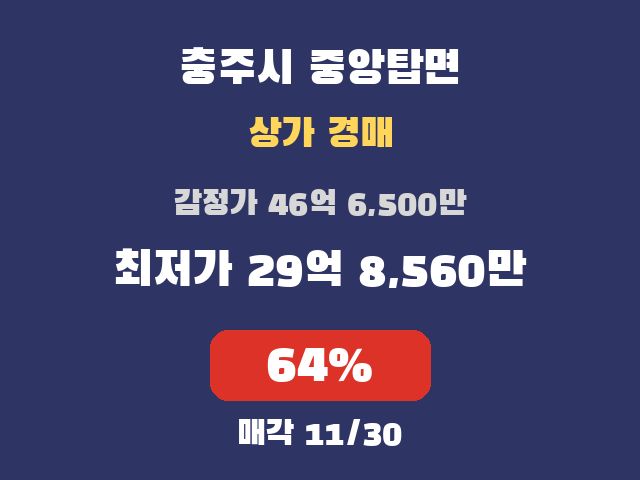 충주시 중앙탑면
상가 경매
감정가 46억 6,500만
최저가 29억 8,560만
64%
매각 11/30